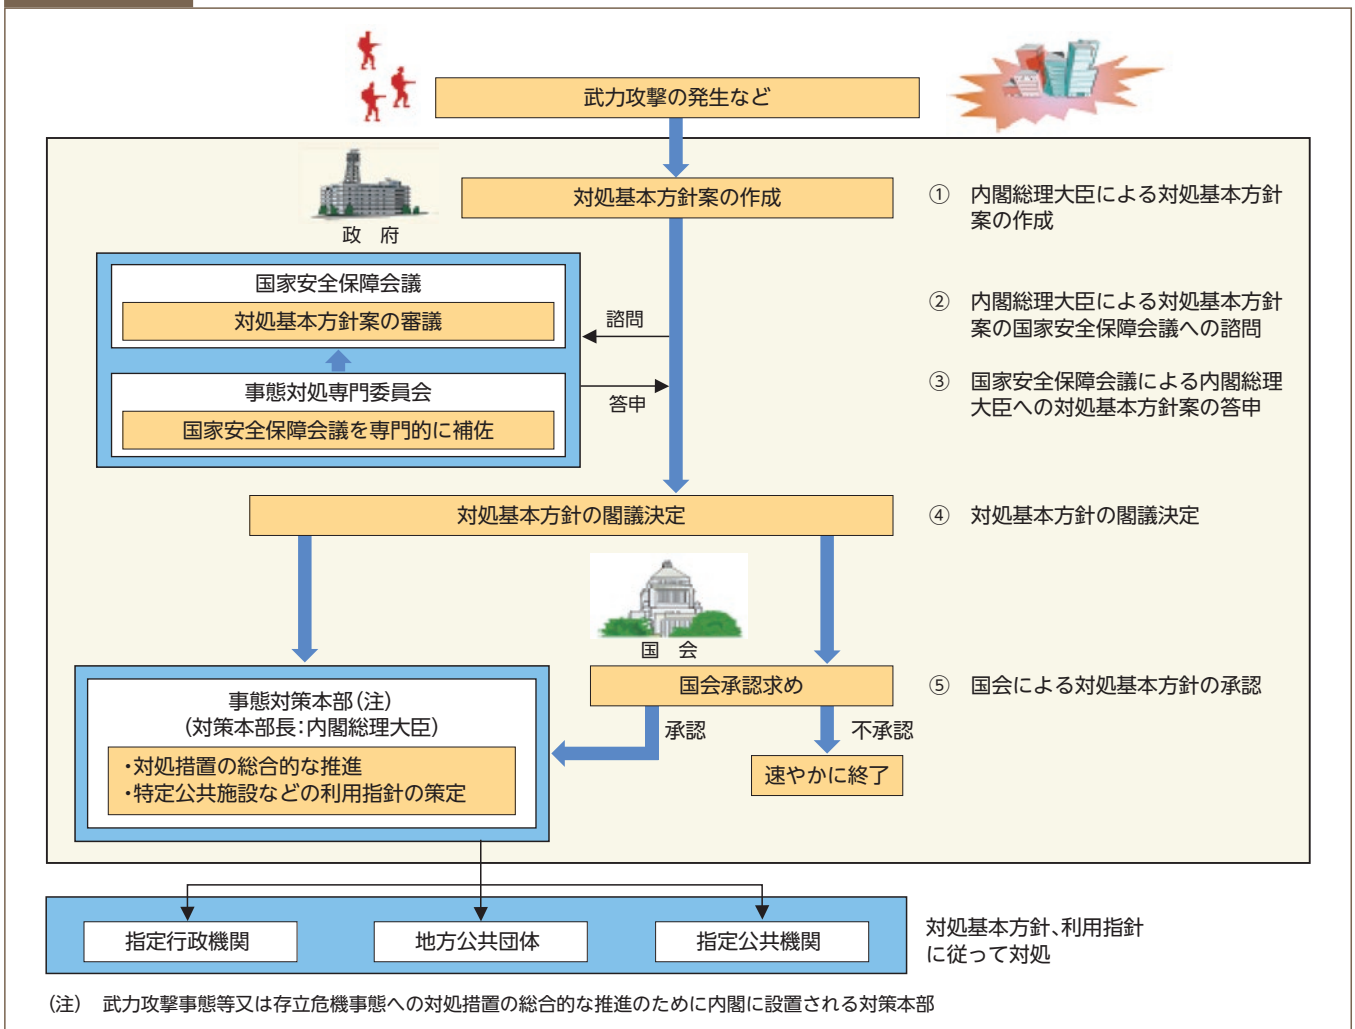 武力攻撃の発生など
対処基本方針案の作成
① 内閣総理大臣による対処基本方針
案の作成
政 府
国家安全保障会議
対処基本方針案の審議
諮問
② 内閣総理大臣による対処基本方針
案の国家安全保障会議への諮問
事態対処専門委員会
国家安全保障会議を専門的に補佐
答申
③ 国家安全保障会議による内閣総理
大臣への対処基本方針案の答申
対処基本方針の閣議決定
④ 対処基本方針の閣議決定
国 会
国会承認求め
⑤ 国会による対処基本方針の承認
承認
不承認
速やかに終了
事態対策本部(注)
(対策本部長:内閣総理大臣)
・対処措置の総合的な推進
・特定公共施設などの利用指針の策定
指定行政機関
地方公共団体
指定公共機関
対処基本方針、利用指針
に従って対処
(注) 武力攻撃事態等又は存立危機事態への対処措置の総合的な推進のために内閣に設置される対策本部